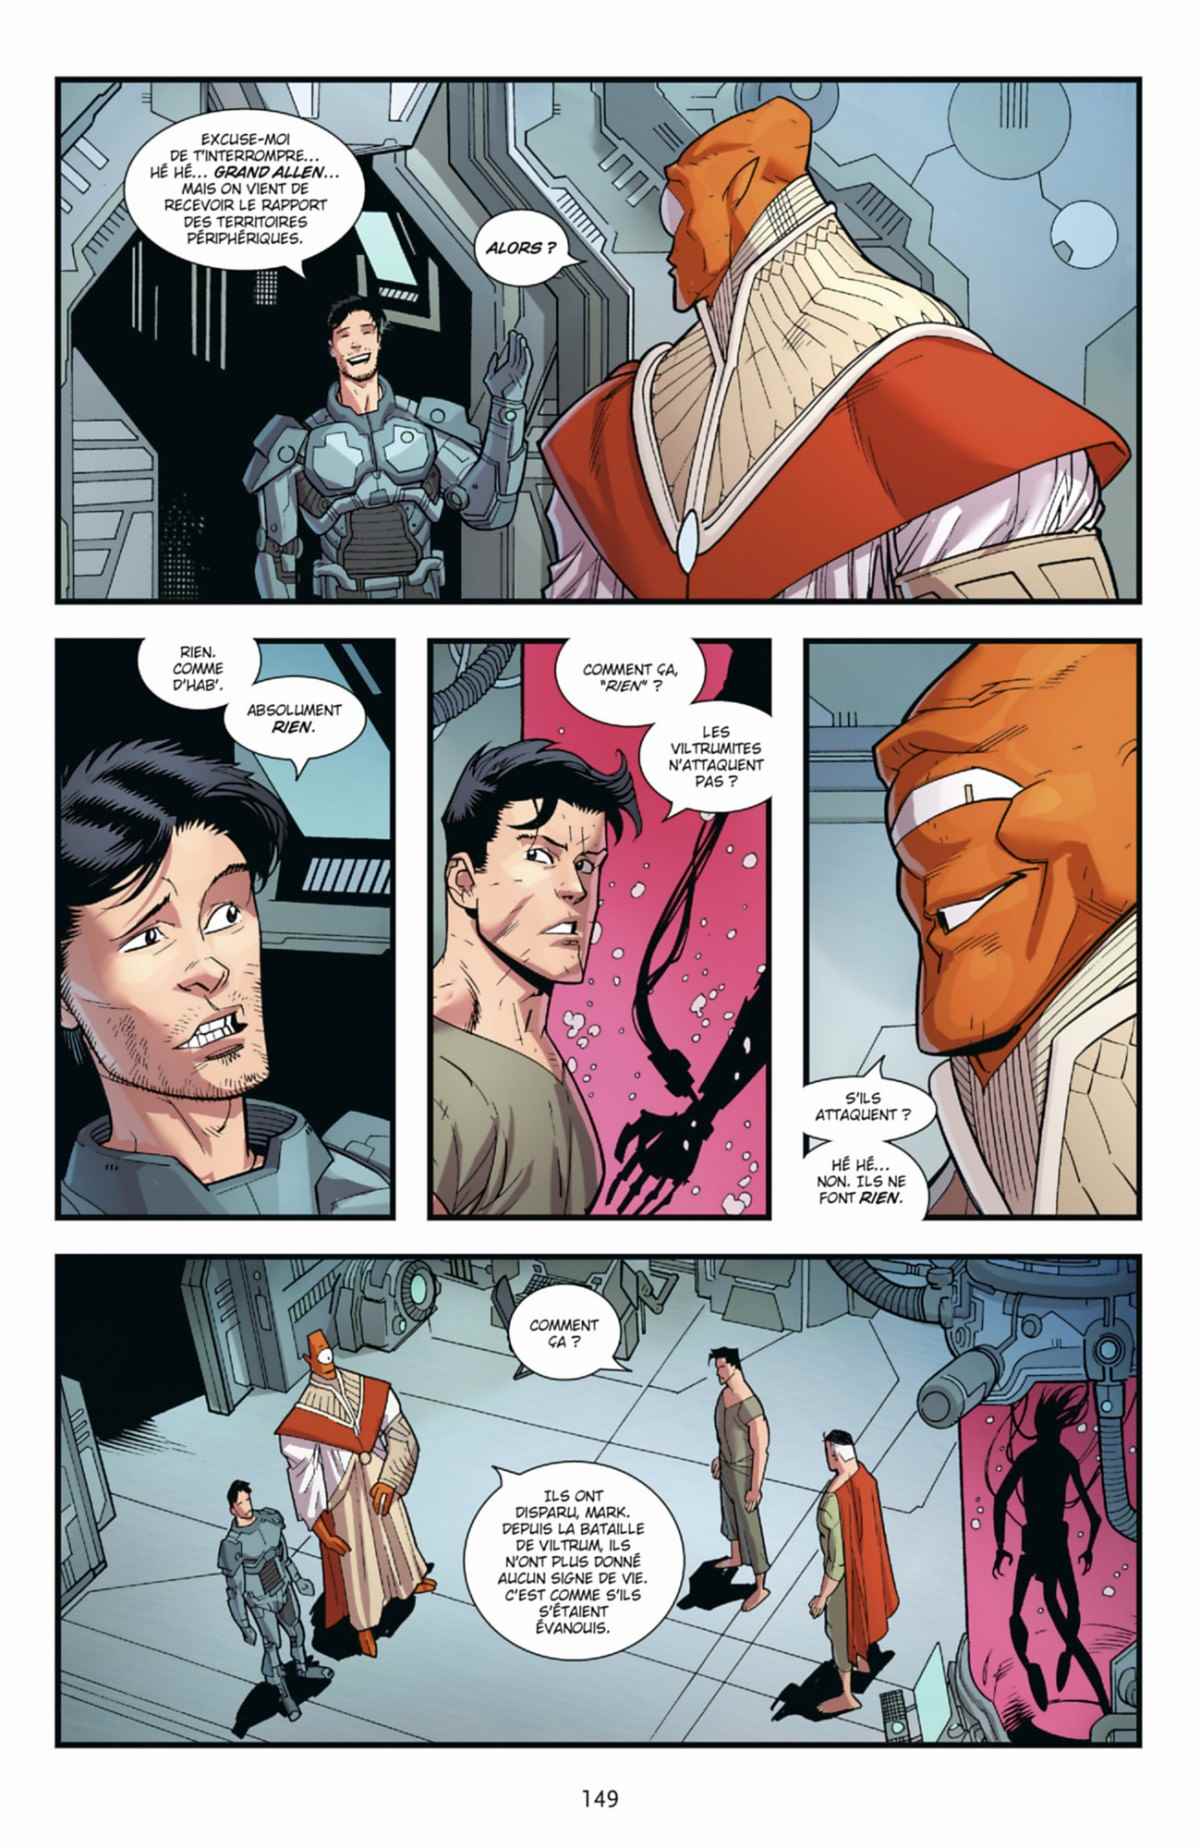 EXCUSE-MOI
DE T'INTERROMPRE...
HÉ HÉ... GRAND ALLEN...
MAIS ON VIENT DE
RECEVOIR LE RAPPORT
DES TERRITOIRES
PÉRIPHÉRIQUES.
ALORS ?
RIEN.
COMME
D'HAB'.
ABSOLUMENT
RIEN.
COMMENT ÇA,
"RIEN" ?
LES
VILTRUMITES
N'ATTAQUENT
PAS ?
S'ILS
ATTAQUENT ?
HÉ HÉ...
NON. ILS NE
FONT RIEN.
COMMENT
ÇA ?
ILS ONT
DISPARU, MARK.
DEPUIS LA BATAILLE
DE VILTRUM, ILS
N'ONT PLUS DONNÉ
AUCUN SIGNE DE VIE.
C'EST COMME S'ILS
S'ÉTAIENT
ÉVANOUIS.
149